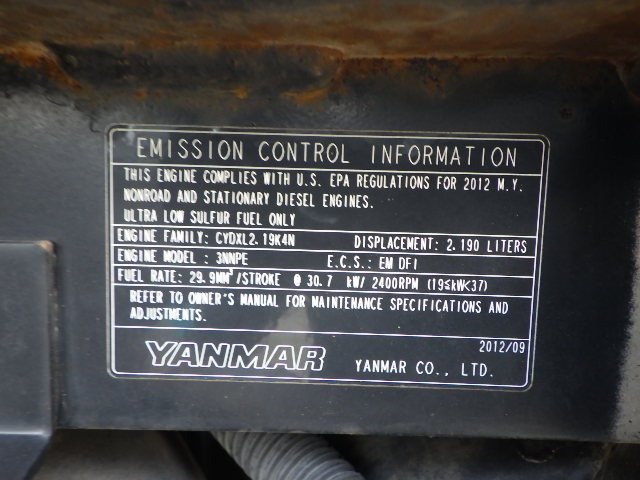 EMISSION CONTROL INFORMATION
THIS ENGINE COMPLIES WITH U.S. EPA REGULATIONS FOR 2012 M.Y.
NONROAD AND STATIONARY DIESEL ENGINES.
ULTRA LOW SULFUR FUEL ONLY
ENGINE FAMILY: CYDXL2.19K4N DISPLACEMENT: 2.190 LITERS
ENGINE MODEL : 3NNPE E.C.S.: EM DFI
FUEL RATE: 29.9MM³/STROKE @ 30.7 kW/ 2400RPM (19≤kW<37)
REFER TO OWNER'S MANUAL FOR MAINTENANCE SPECIFICATIONS AND
ADJUSTMENTS.
2012/09
YANMAR YANMAR CO., LTD.